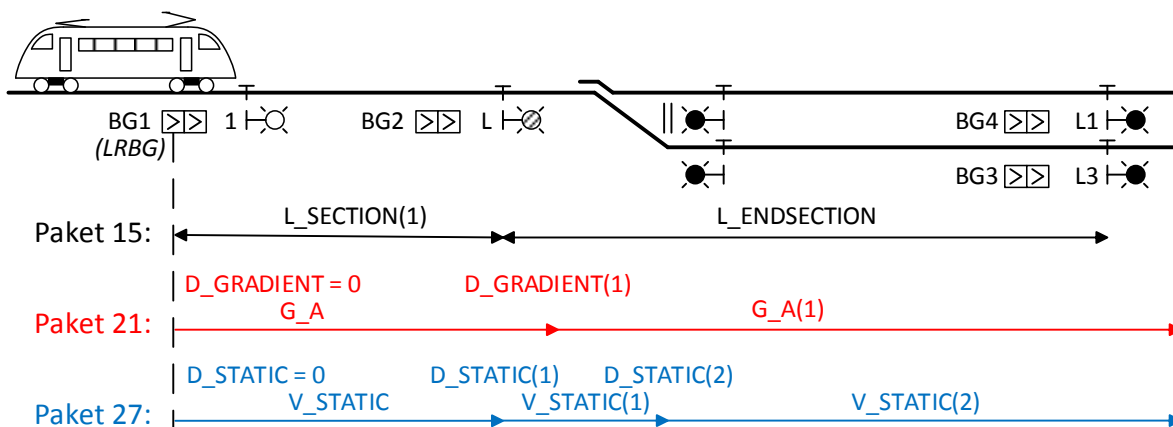 BG1
(LRBG)
1
BG2
L
||
BG4
L1
BG3
L3
Paket 15:
L_SECTION(1)
L_ENDSECTION
D_GRADIENT = 0
D_GRADIENT(1)
Paket 21:
G_A
G_A(1)
D_STATIC = 0
D_STATIC(1)
D_STATIC(2)
Paket 27:
V_STATIC
V_STATIC(1)
V_STATIC(2)